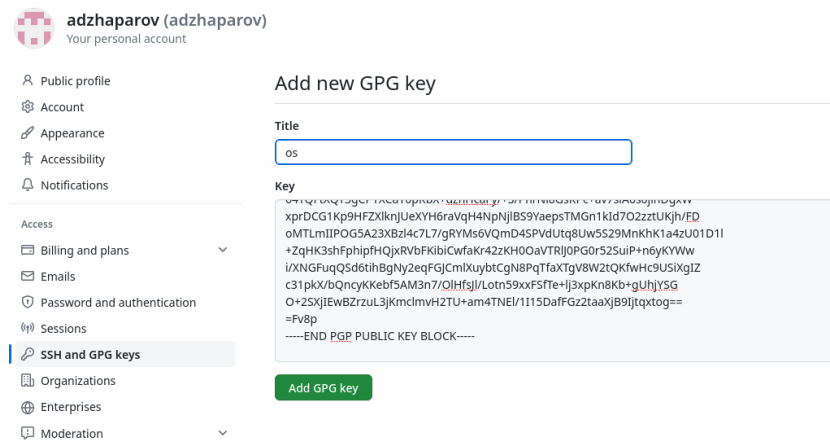 adzhaparov (adzhaparov)
Your personal account
Public profile
Account
Appearance
Accessibility
Notifications
Access
Billing and plans
Emails
Password and authentication
Sessions
SSH and GPG keys
Organizations
Enterprises
Moderation
Add new GPG key
Title
os
Key
xprDCG1Kp9HFZXlknJUeXYH6raVqH4NpNjlBS9YaepsTMGn1kId7O2zztUKjh/FD
oMTLmIIPOG5A23XBzl4c7L7/gRYMs6VQmD4SPVdUtq8Uw5S29MnKhK1a4zU01D1l
+ZqHK3shFphipfHQjxRVbFKibiCwfaKr42zKH0OaVTRlJ0PG0r52SuiP+n6yKYWw
i/XNGFuqQSd6tihBgNy2eqFGJCmlXuybtCgN8PqTfaXTgV8W2tQKfwHc9USiXgIZ
c31pkX/bQncyKKebf5AM3n7/OlHfsJl/Lotn59xxFSfTe+lj3xpKn8Kb+gUhjYSG
O+2SXjIEwBZrzuL3jKmclmvH2TU+am4TNEl/1I15DafFGz2taaXjB9Ijtqxtog==
=Fv8p
-----END PGP PUBLIC KEY BLOCK-----
Add GPG key